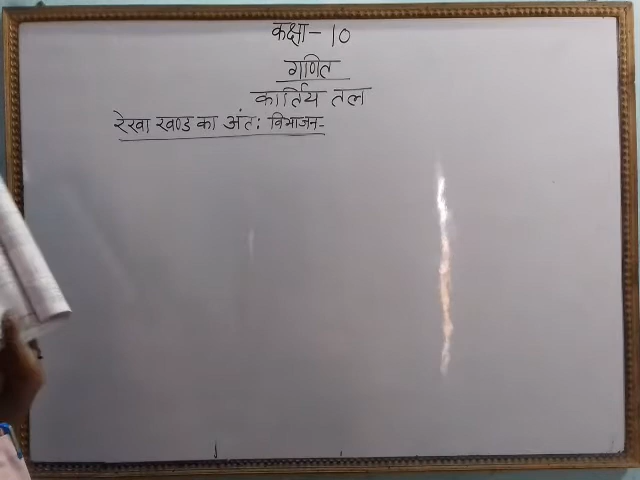 कक्षा - 10
गणित
कार्तिय तल
रेखा खण्ड का अंत: विभाजन-